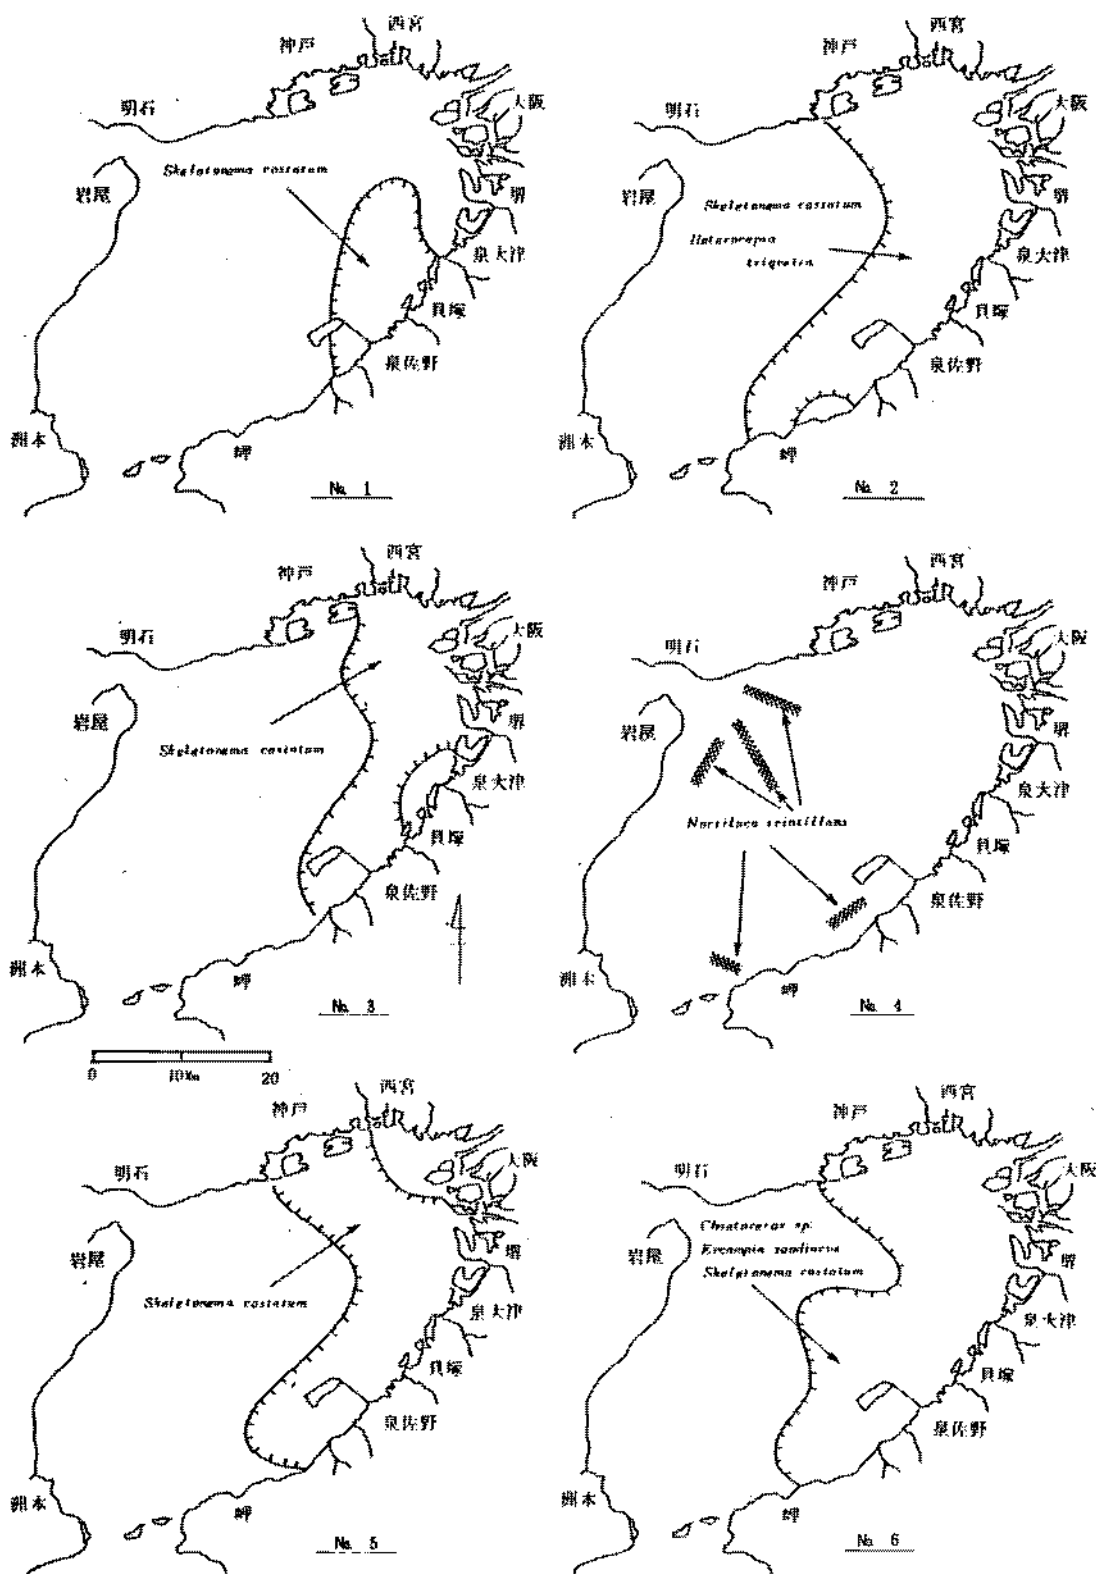 西宮
神戸
大阪
明石
Skeletonema costatum
岩屋
堺
泉大津
貝塚
泉佐野
洲本
岬
No. 1
西宮
神戸
大阪
明石
岩屋
堺
Skeletonema costatum
Heterocapsa
triquetra
泉大津
貝塚
泉佐野
洲本
岬
No. 2
西宮
神戸
大阪
明石
岩屋
堺
Skeletonema costatum
泉大津
貝塚
泉佐野
洲本
岬
No. 3
0 10Km 20
西宮
神戸
大阪
明石
岩屋
堺
泉大津
Noctiluca scintillans
貝塚
泉佐野
洲本
岬
No. 4
西宮
神戸
大阪
明石
岩屋
堺
Skeletonema costatum
泉大津
貝塚
泉佐野
洲本
岬
No. 5
西宮
神戸
大阪
明石
Chaetoceros sp.
岩屋
堺
Eucampia zodiacus
Skeletonema costatum
泉大津
貝塚
泉佐野
洲本
岬
No. 6